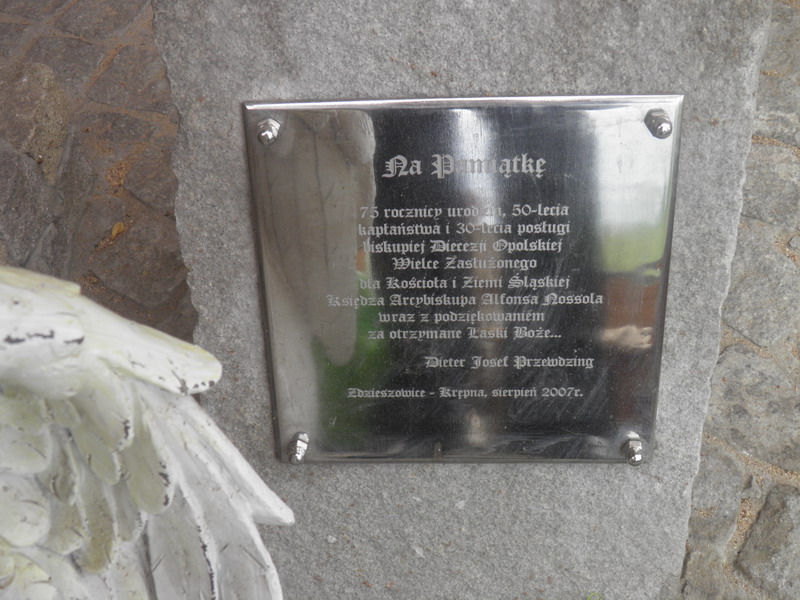 Na Pamiątkę
75 rocznicy urodzin, 50-lecia
kapłaństwa i 30-lecia posługi
biskupiej Diecezji Opolskiej
Wielce Zasłużonego
dla Kościoła i Ziemi Śląskiej
Księdza Arcybiskupa Alfonsa Nossola
wraz z podziękowaniem
za otrzymane Łaski Boże...
Dieter Josef Przewdzing
Zdzieszowice - Krępna, sierpień 2007r.